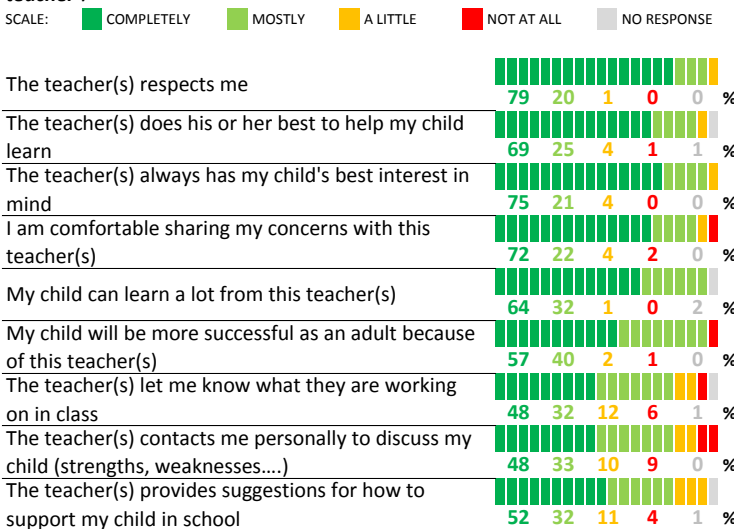 SCALE: COMPLETELY MOSTLY A LITTLE NOT AT ALL NO RESPONSE
The teacher(s) respects me
79 20 1 0 0 %
The teacher(s) does his or her best to help my child
learn
69 25 4 1 1 %
The teacher(s) always has my child's best interest in
mind
75 21 4 0 0 %
I am comfortable sharing my concerns with this
teacher(s)
72 22 4 2 0 %
My child can learn a lot from this teacher(s)
64 32 1 0 2 %
My child will be more successful as an adult because
of this teacher(s)
57 40 2 1 0 %
The teacher(s) let me know what they are working
on in class
48 32 12 6 1 %
The teacher(s) contacts me personally to discuss my
child (strengths, weaknesses....)
48 33 10 9 0 %
The teacher(s) provides suggestions for how to
support my child in school
52 32 11 4 1 %